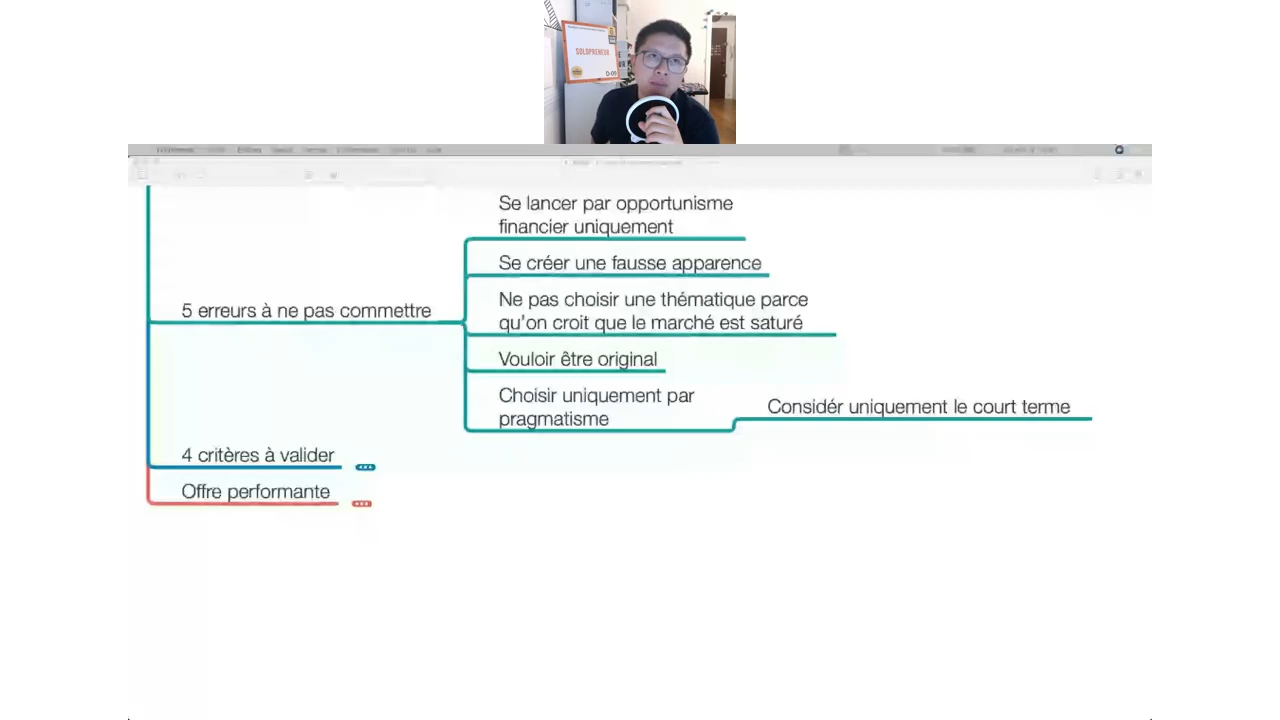 SOLOPRENEUR
Se lancer par opportunisme
financier uniquement
Se créer une fausse apparence
5 erreurs à ne pas commettre
Ne pas choisir une thématique parce
qu'on croit que le marché est saturé
Vouloir être original
Choisir uniquement par
pragmatisme
Considér uniquement le court terme
4 critères à valider
Offre performante